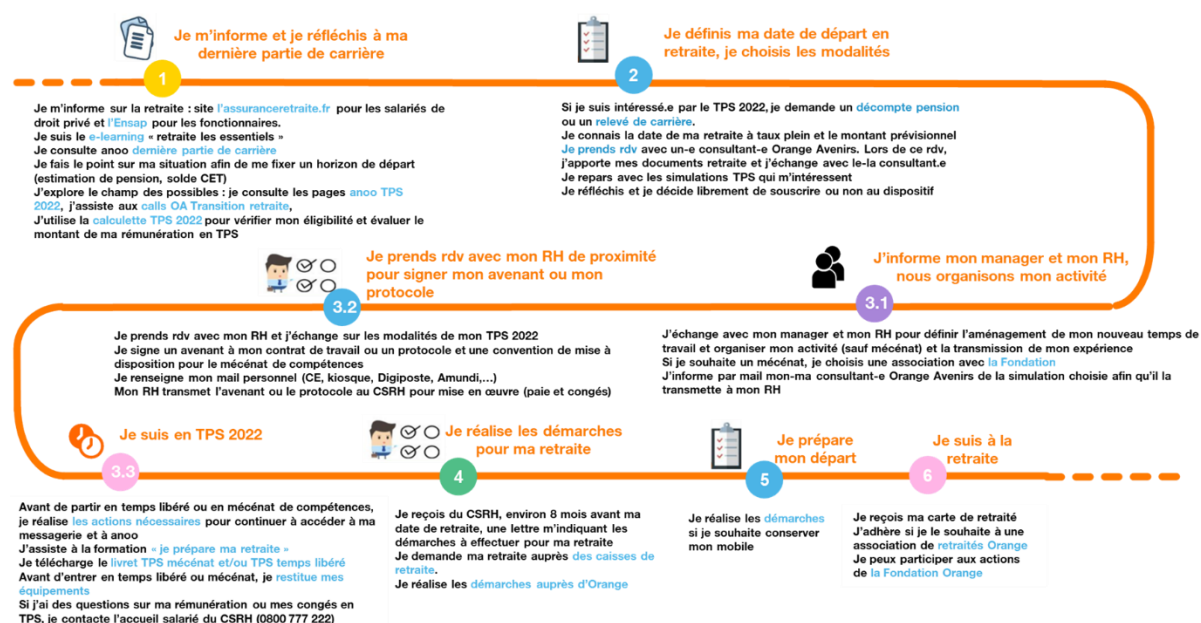 Je m'informe et je réfléchis à ma
dernière partie de carrière
1
Je m'informe sur la retraite : site l'assuranceretraite.fr pour les salariés de
droit privé et l'Ensap pour les fonctionnaires.
Je suis le e-learning « retraite les essentiels »
Je consulte anoo dernière partie de carrière
Je fais le point sur ma situation afin de me fixer un horizon de départ
(estimation de pension, solde CET)
J'explore le champ des possibles : je consulte les pages anoo TPS
2022, j'assiste aux calls OA Transition retraite,
J'utilise la calculette TPS 2022 pour vérifier mon éligibilité et évaluer le
montant de ma rémunération en TPS
Je définis ma date de départ en
retraite, je choisis les modalités
2
Si je suis intéressé.e par le TPS 2022, je demande un décompte pension
ou un relevé de carrière.
Je connais la date de ma retraite à taux plein et le montant prévisionnel
Je prends rdv avec un-e consultant-e Orange Avenirs. Lors de ce rdv,
j'apporte mes documents retraite et j'échange avec le-la consultant.e
Je repars avec les simulations TPS qui m'intéressent
Je réfléchis et je décide librement de souscrire ou non au dispositif
J'informe mon manager et mon RH,
nous organisons mon activité
3.1
J'échange avec mon manager et mon RH pour définir l'aménagement de mon nouveau temps de
travail et organiser mon activité (sauf mécénat) et la transmission de mon expérience
Si je souhaite un mécénat, je choisis une association avec la Fondation
J'informe par mail mon-ma consultant-e Orange Avenirs de la simulation choisie afin qu'il la
transmette à mon RH
Je prends rdv avec mon RH de proximité
pour signer mon avenant ou mon
protocole
3.2
Je prends rdv avec mon RH et j'échange sur les modalités de mon TPS 2022
Je signe un avenant à mon contrat de travail ou un protocole et une convention de mise à
disposition pour le mécénat de compétences
Je renseigne mon mail personnel (CE, kiosque, Digiposte, Amundi,...)
Mon RH transmet l'avenant ou le protocole au CSRH pour mise en œuvre (paie et congés)
Je suis en TPS 2022
3.3
Avant de partir en temps libéré ou en mécénat de compétences,
je réalise les actions nécessaires pour continuer à accéder à ma
messagerie et à anoo
J'assiste à la formation « je prépare ma retraite »
Je télécharge le livret TPS mécénat et/ou TPS temps libéré
Avant d'entrer en temps libéré ou mécénat, je restitue mes
équipements
Si j'ai des questions sur ma rémunération ou mes congés en
TPS, je contacte l'accueil salarié du CSRH (0800 777 222)
Je réalise les démarches
pour ma retraite
4
Je reçois du CSRH, environ 8 mois avant ma
date de retraite, une lettre m'indiquant les
démarches à effectuer pour ma retraite
Je demande ma retraite auprès des caisses de
retraite.
Je réalise les démarches auprès d'Orange
Je prépare
mon départ
5
Je réalise les démarches
si je souhaite conserver
mon mobile
Je suis à la
retraite
6
Je reçois ma carte de retraité
J'adhère si je le souhaite à une
association de retraités Orange
Je peux participer aux actions
de la Fondation Orange